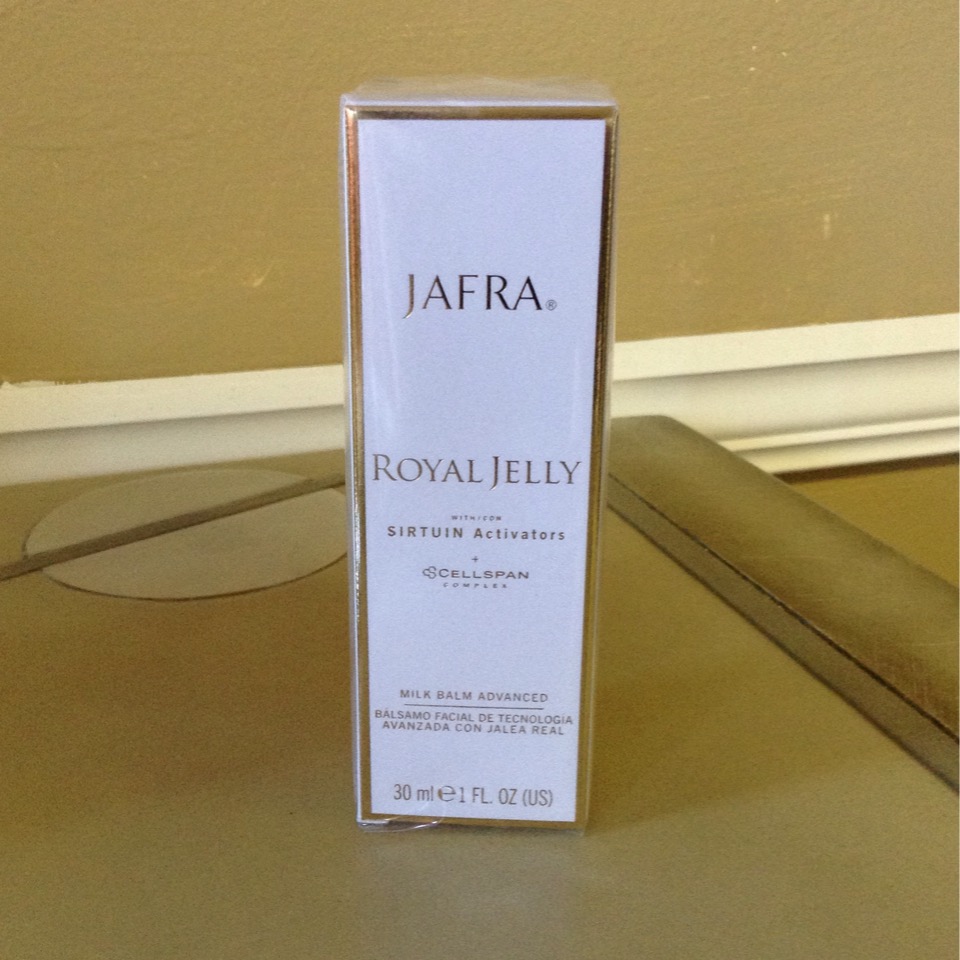 JAFRA®
ROYAL JELLY
WITH/CON
SIRTUIN Activators
+
CELLSPAN
COMPLEX
MILK BALM ADVANCED
BÁLSAMO FACIAL DE TECNOLOGÍA
AVANZADA CON JALEA REAL
30 ml ℮ 1 FL. OZ (US)